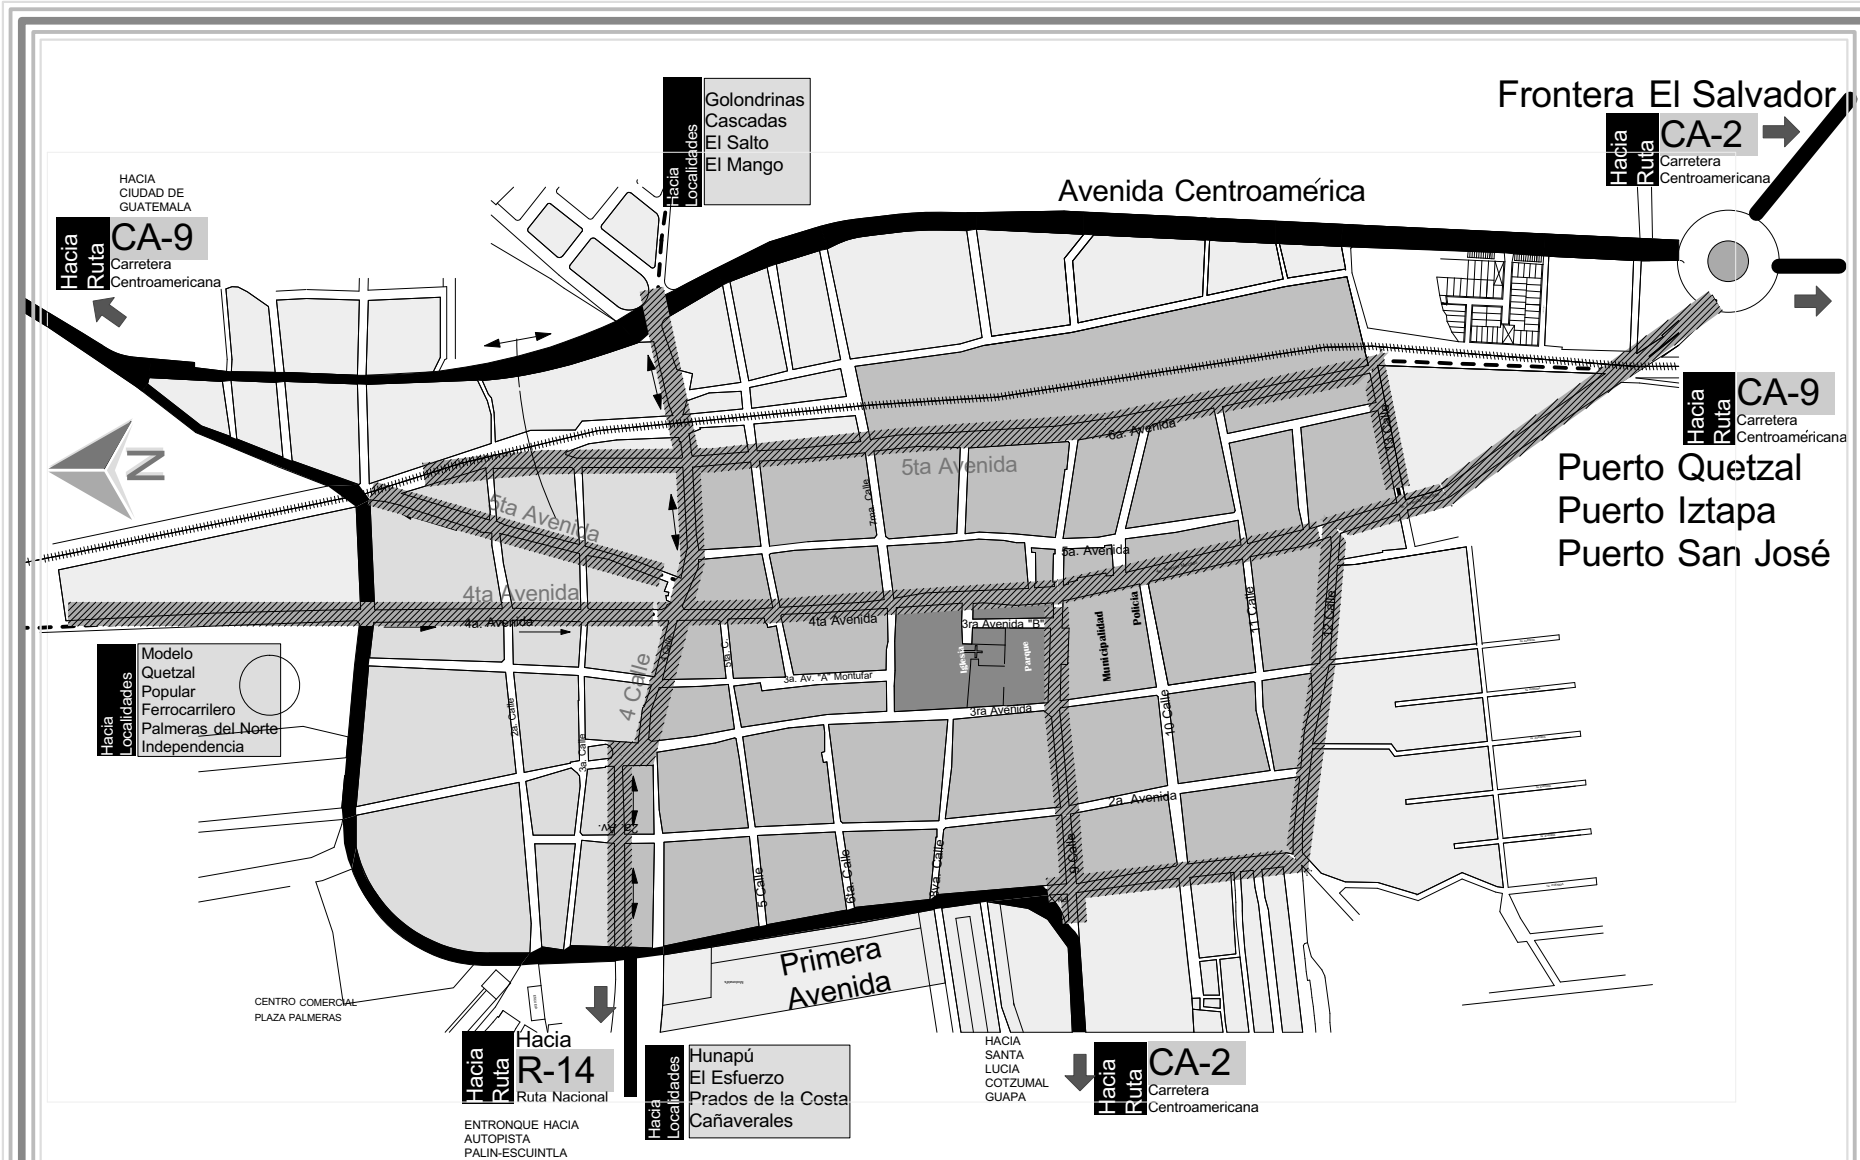 Golondrinas
Cascadas
El Salto
El Mango
Hacia
Localidades
Frontera El Salvador
Hacia
Ruta
CA-2
Carretera
Centroamericana
Avenida Centroamérica
HACIA
CIUDAD DE
GUATEMALA
Hacia
Ruta
CA-9
Carretera
Centroamericana
Hacia
Ruta
CA-9
Carretera
Centroamericana
Puerto Quetzal
Puerto Iztapa
Puerto San José
N
6a. Avenida
5ta Avenida
5ta Avenida
7ma. Calle
5a. Avenida
4ta Avenida
4a. Avenida
4ta Avenida
3ra Avenida "B"
Iglesia
Parque
Municipalidad
Policia
11 Calle
12 Calle
13 Calle
4 Calle
5ta. C.
3a. Av. "A" Montufar
3ra Avenida
10 Calle
2a. Calle
3a. Calle
2a. Av.
2a. Avenida
5 Calle
6ta. Calle
8va. Calle
9 Calle
Hacia
Localidades
Modelo
Quetzal
Popular
Ferrocarrilero
Palmeras del Norte
Independencia
Primera
Avenida
CENTRO COMERCIAL
PLAZA PALMERAS
Hacia
Ruta
Hacia
R-14
Ruta Nacional
ENTRONQUE HACIA
AUTOPISTA
PALIN-ESCUINTLA
Hacia
Localidades
Hunapú
El Esfuerzo
Prados de la Costa
Cañaverales
HACIA
SANTA
LUCIA
COTZUMAL
GUAPA
Hacia
Ruta
CA-2
Carretera
Centroamericana